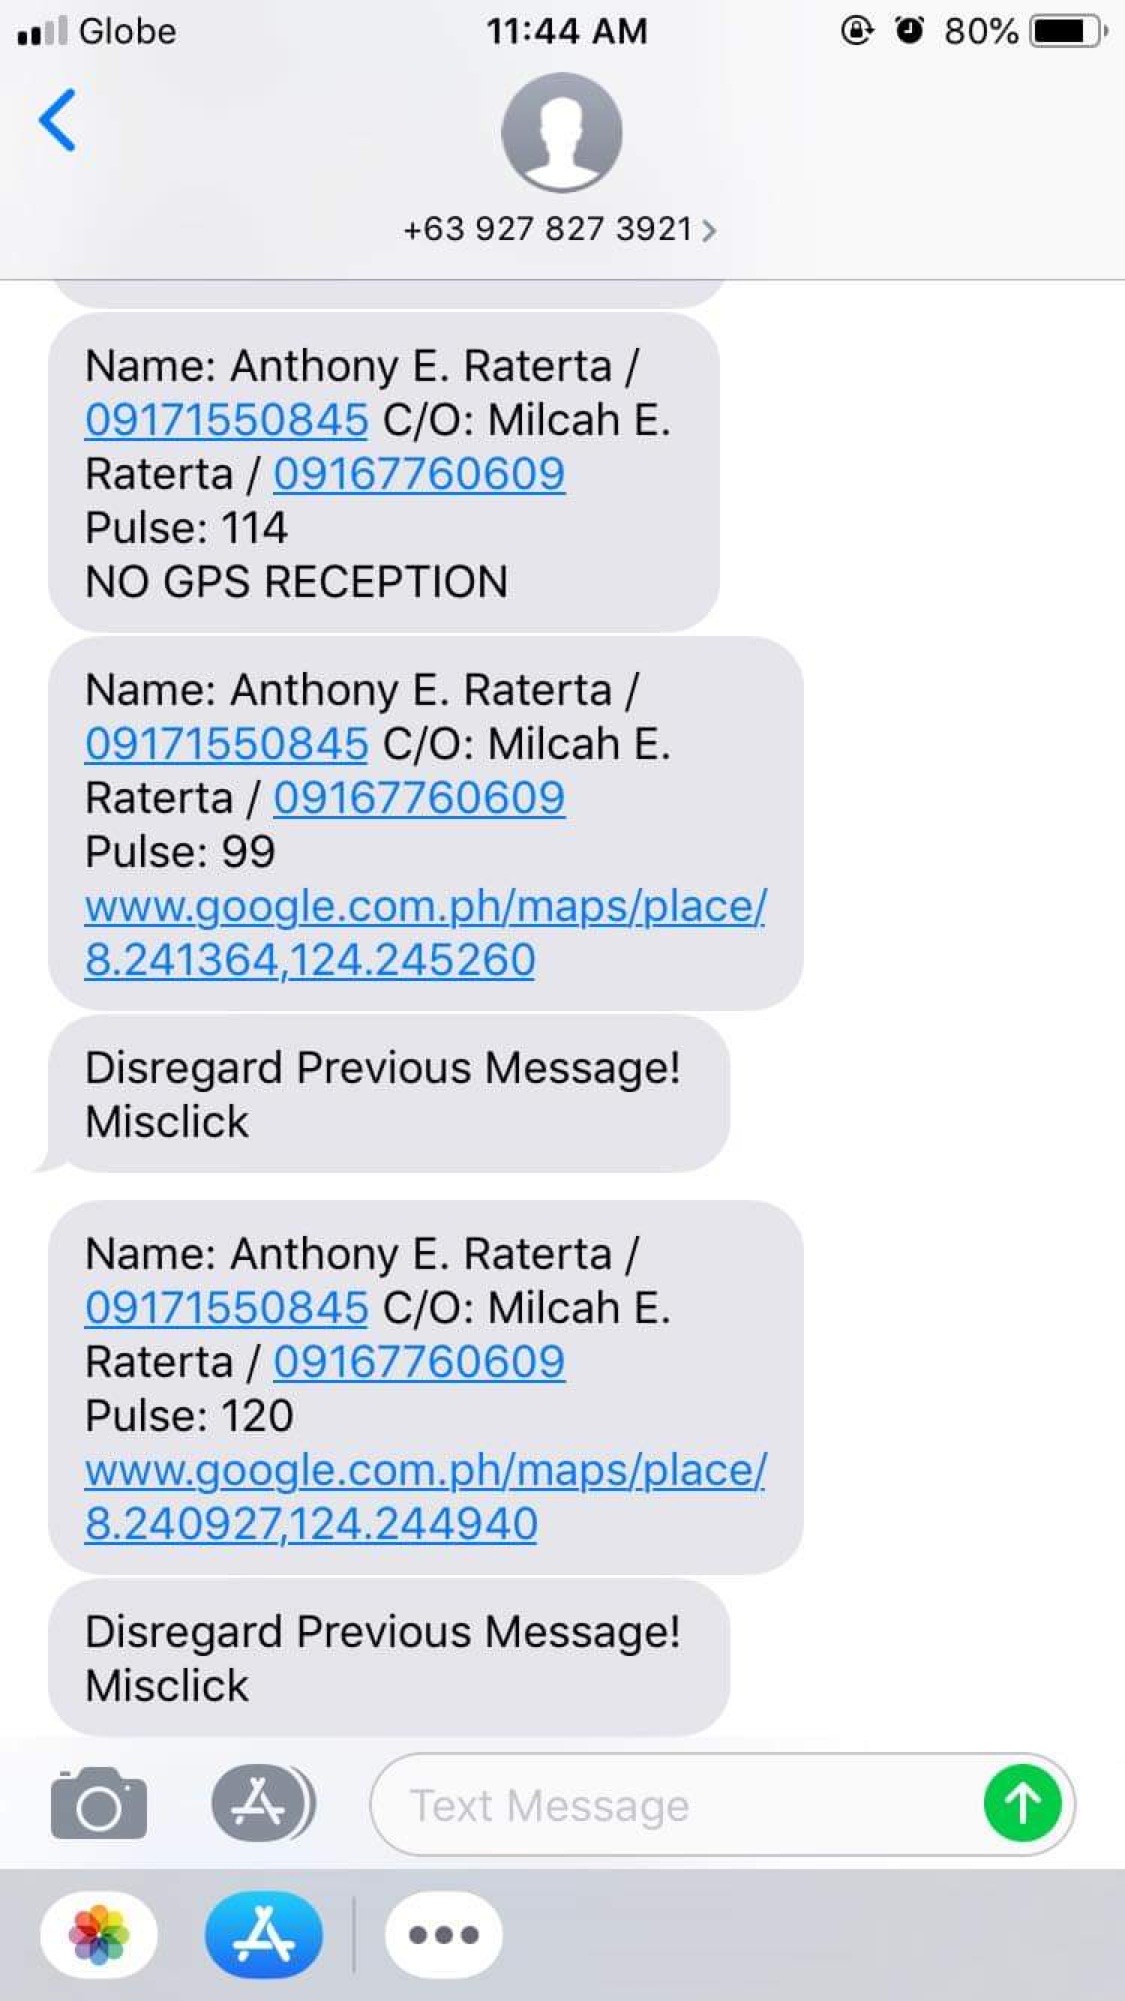 Globe
11:44 AM
80%
+63 927 827 3921
Name: Anthony E. Raterta /
09171550845 C/O: Milcah E.
Raterta / 09167760609
Pulse: 114
NO GPS RECEPTION
Name: Anthony E. Raterta /
09171550845 C/O: Milcah E.
Raterta / 09167760609
Pulse: 99
www.google.com.ph/maps/place/
8.241364,124.245260
Disregard Previous Message!
Misclick
Name: Anthony E. Raterta /
09171550845 C/O: Milcah E.
Raterta / 09167760609
Pulse: 120
www.google.com.ph/maps/place/
8.240927,124.244940
Disregard Previous Message!
Misclick
Text Message